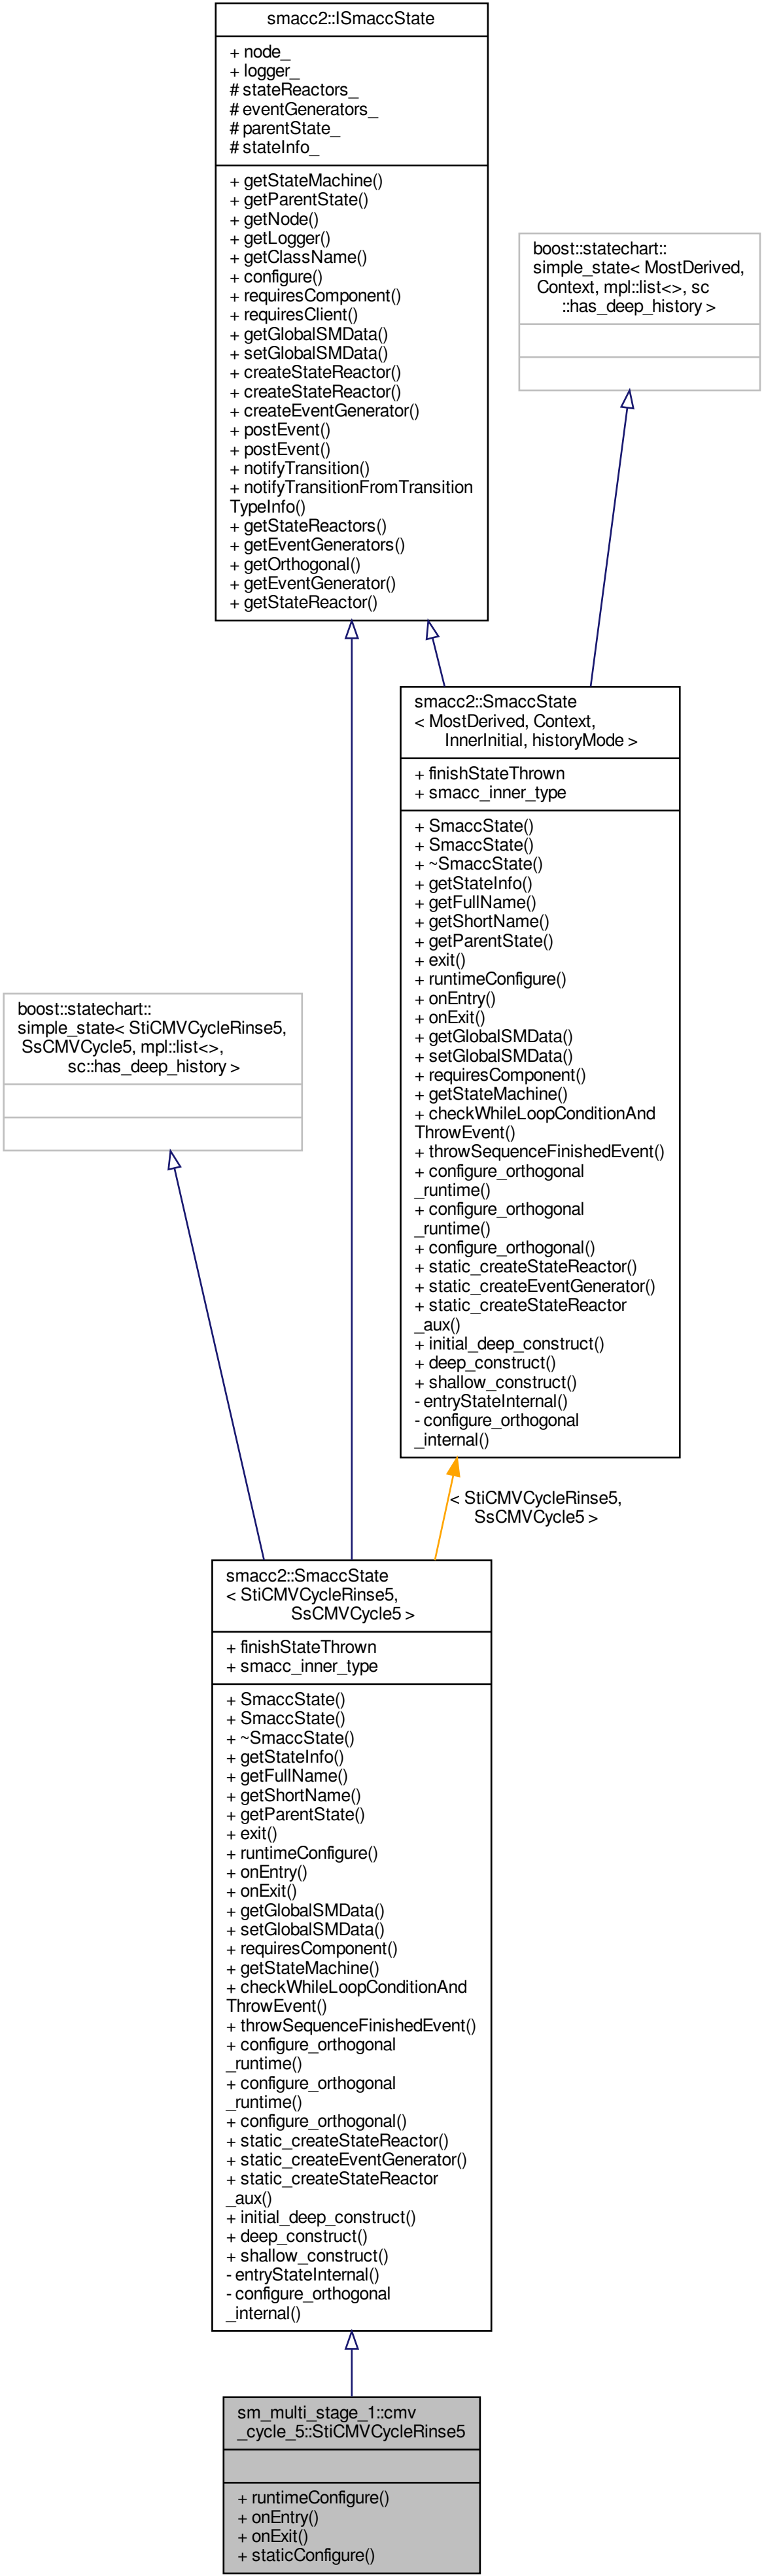 smacc2::ISmaccState
+ node_
+ logger_
# stateReactors_
# eventGenerators_
# parentState_
# stateInfo_
+ getStateMachine()
+ getParentState()
+ getNode()
+ getLogger()
+ getClassName()
+ configure()
+ requiresComponent()
+ requiresClient()
+ getGlobalSMData()
+ setGlobalSMData()
+ createStateReactor()
+ createStateReactor()
+ createEventGenerator()
+ postEvent()
+ postEvent()
+ notifyTransition()
+ notifyTransitionFromTransition
TypeInfo()
+ getStateReactors()
+ getEventGenerators()
+ getOrthogonal()
+ getEventGenerator()
+ getStateReactor()
boost::statechart::
simple_state< MostDerived,
Context, mpl::list<>, sc
::has_deep_history >
smacc2::SmaccState
< MostDerived, Context,
InnerInitial, historyMode >
+ finishStateThrown
+ smacc_inner_type
+ SmaccState()
+ SmaccState()
+ ~SmaccState()
+ getStateInfo()
+ getFullName()
+ getShortName()
+ getParentState()
+ exit()
+ runtimeConfigure()
+ onEntry()
+ onExit()
+ getGlobalSMData()
+ setGlobalSMData()
+ requiresComponent()
+ getStateMachine()
+ checkWhileLoopConditionAnd
ThrowEvent()
+ throwSequenceFinishedEvent()
+ configure_orthogonal
_runtime()
+ configure_orthogonal
_runtime()
+ configure_orthogonal()
+ static_createStateReactor()
+ static_createEventGenerator()
+ static_createStateReactor
_aux()
+ initial_deep_construct()
+ deep_construct()
+ shallow_construct()
- entryStateInternal()
- configure_orthogonal
_internal()
boost::statechart::
simple_state< StiCMVCycleRinse5,
SsCMVCycle5, mpl::list<>,
sc::has_deep_history >
< StiCMVCycleRinse5,
SsCMVCycle5 >
smacc2::SmaccState
< StiCMVCycleRinse5,
SsCMVCycle5 >
+ finishStateThrown
+ smacc_inner_type
+ SmaccState()
+ SmaccState()
+ ~SmaccState()
+ getStateInfo()
+ getFullName()
+ getShortName()
+ getParentState()
+ exit()
+ runtimeConfigure()
+ onEntry()
+ onExit()
+ getGlobalSMData()
+ setGlobalSMData()
+ requiresComponent()
+ getStateMachine()
+ checkWhileLoopConditionAnd
ThrowEvent()
+ throwSequenceFinishedEvent()
+ configure_orthogonal
_runtime()
+ configure_orthogonal
_runtime()
+ configure_orthogonal()
+ static_createStateReactor()
+ static_createEventGenerator()
+ static_createStateReactor
_aux()
+ initial_deep_construct()
+ deep_construct()
+ shallow_construct()
- entryStateInternal()
- configure_orthogonal
_internal()
sm_multi_stage_1::cmv
_cycle_5::StiCMVCycleRinse5
+ runtimeConfigure()
+ onEntry()
+ onExit()
+ staticConfigure()